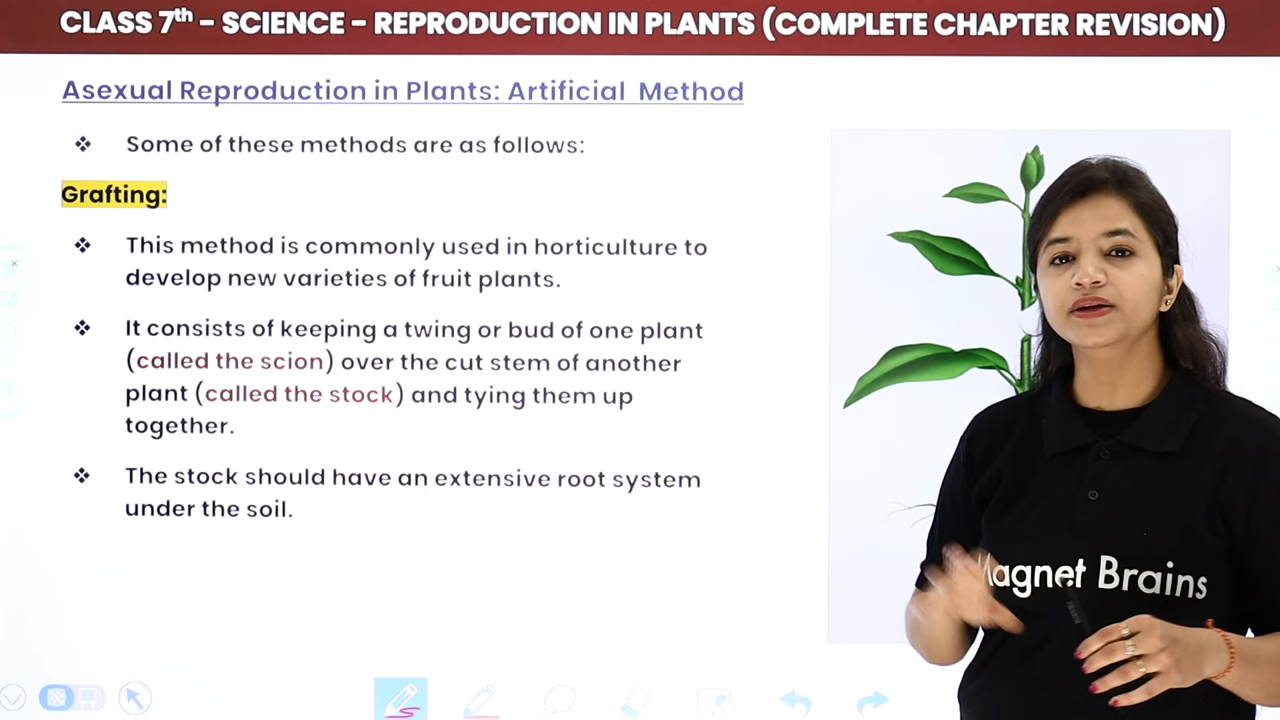 CLASS 7th – SCIENCE – REPRODUCTION IN PLANTS (COMPLETE CHAPTER REVISION)
Asexual Reproduction in Plants: Artificial Method
❖ Some of these methods are as follows:
Grafting:
❖ This method is commonly used in horticulture to
develop new varieties of fruit plants.
❖ It consists of keeping a twing or bud of one plant
(called the scion) over the cut stem of another
plant (called the stock) and tying them up
together.
❖ The stock should have an extensive root system
under the soil.
Magnet Brains